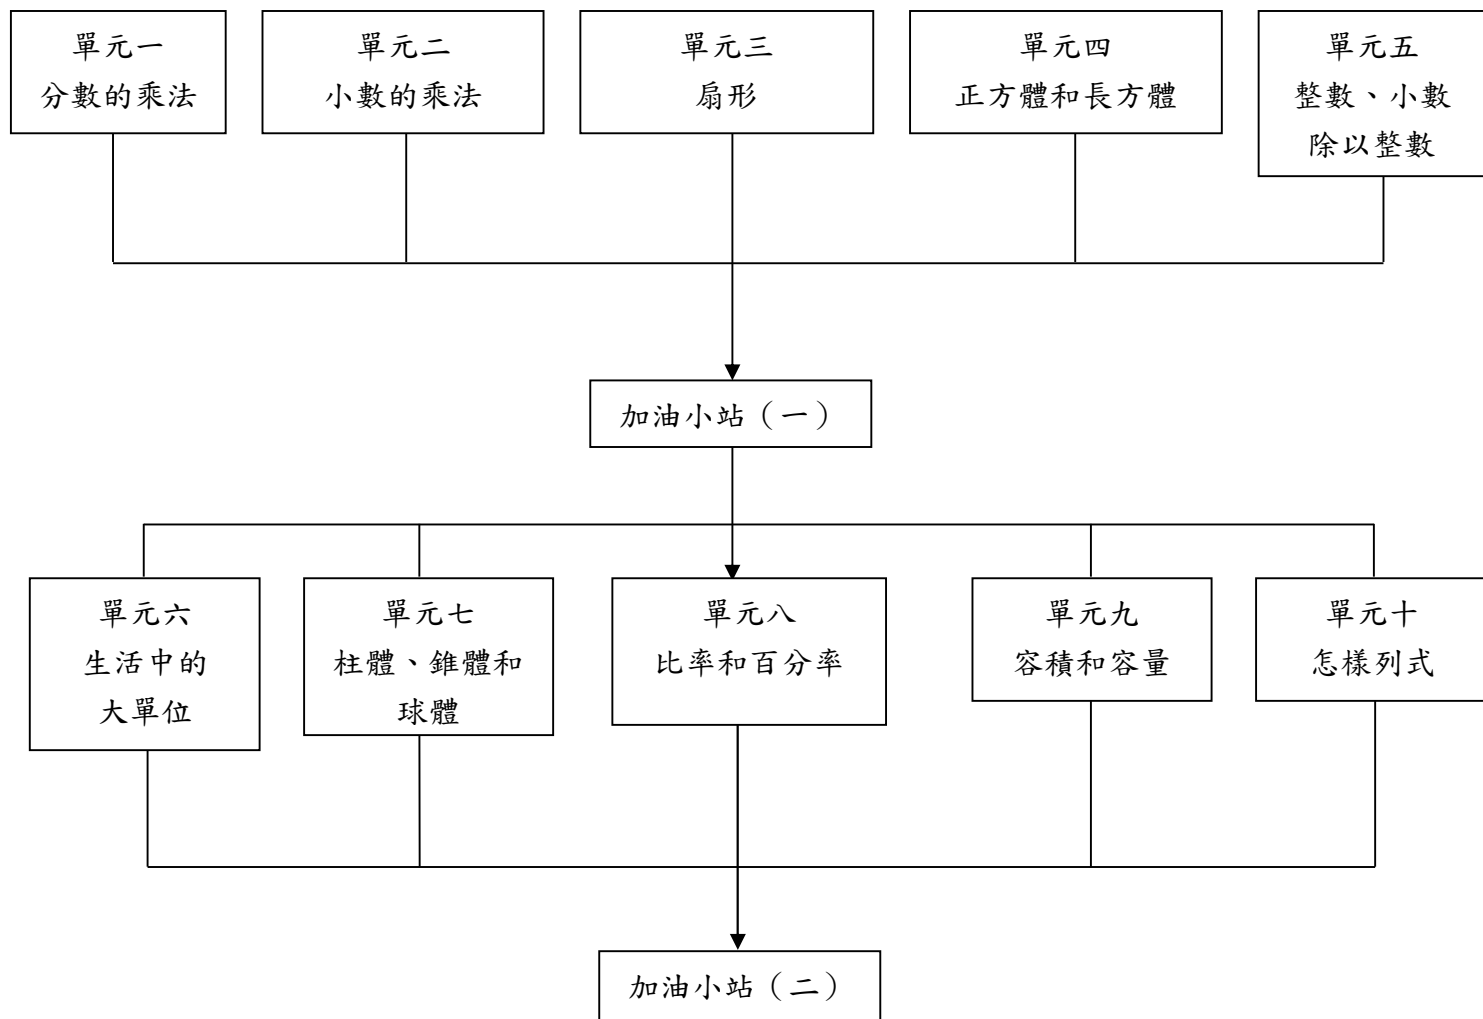 單元一
分數的乘法
單元二
小數的乘法
單元三
扇形
單元四
正方體和長方體
單元五
整數、小數
除以整數
加油小站（一）
單元六
生活中的
大單位
單元七
柱體、錐體和
球體
單元八
比率和百分率
單元九
容積和容量
單元十
怎樣列式
加油小站（二）